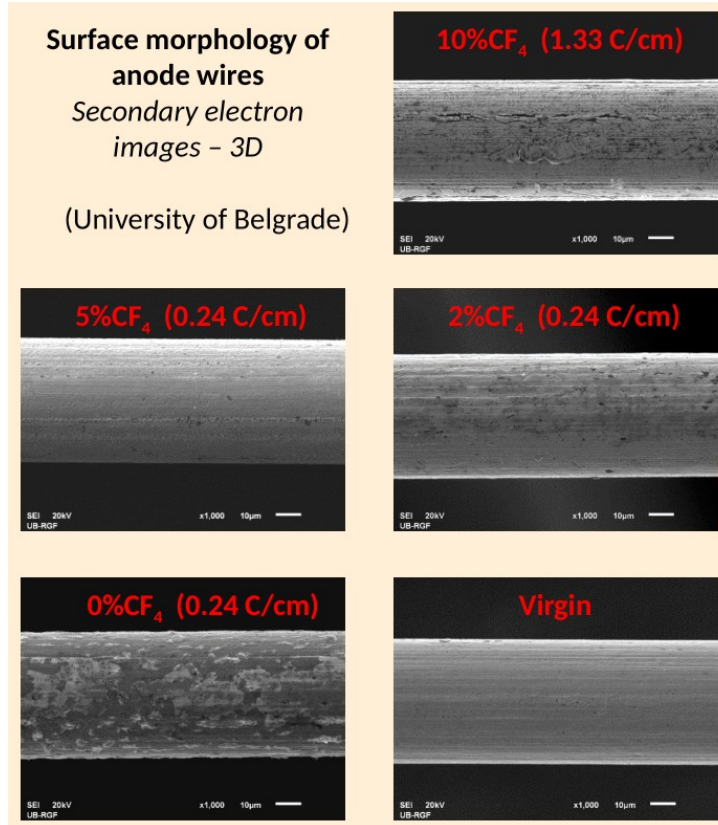 Surface morphology of
anode wires
Secondary electron
images – 3D
(University of Belgrade)
10%CF₄ (1.33 C/cm)
SEI 20kV x1,000 10µm
UB-RGF
5%CF₄ (0.24 C/cm)
SEI 20kV x1,000 10µm
UB-RGF
2%CF₄ (0.24 C/cm)
SEI 20kV x1,000 10µm
UB-RGF
0%CF₄ (0.24 C/cm)
SEI 20kV x1,000 10µm
UB-RGF
Virgin
SEI 20kV x1,000 10µm
UB-RGF